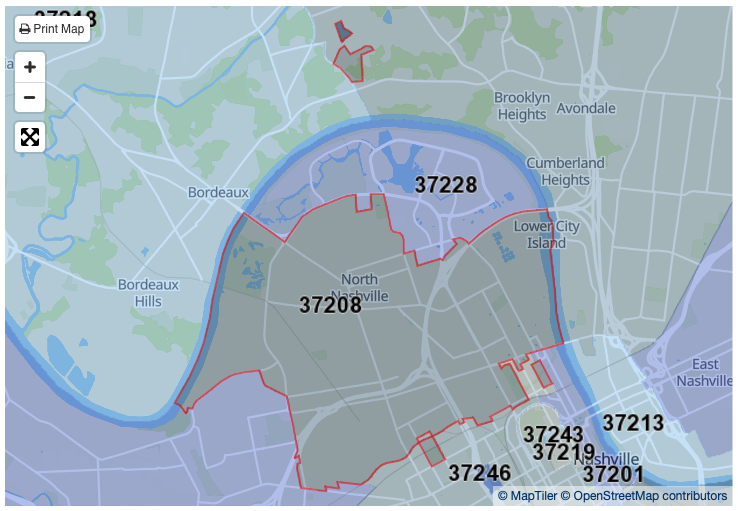 37218
Print Map
+
−
Brooklyn
Heights
Avondale
Cumberland
Heights
37228
Bordeaux
Lower City
Island
Bordeaux
Hills
North
Nashville
37208
East
Nashville
37213
37243
37219
Nashville
37246
37201
© MapTiler © OpenStreetMap contributors